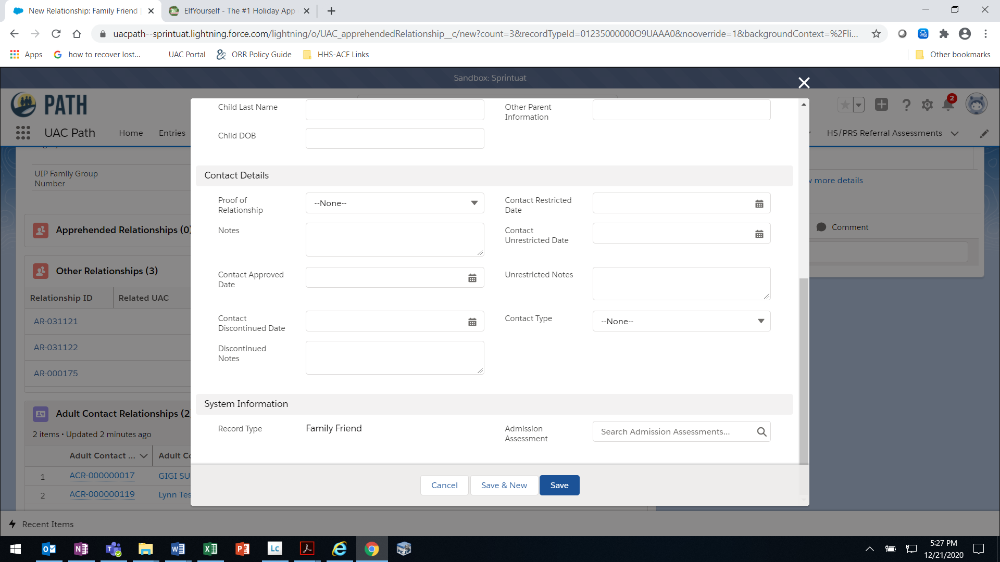 New Relationship: Family Friend
ElfYourself - The #1 Holiday App
uacpath--sprintuat.lightning.force.com/lightning/o/UAC_apprehendedRelationship__c/new?count=3&recordTypeId=01235000000O9UAAA0&nooverride=1&backgroundContext=%2Fli...
Apps
how to recover lost...
UAC Portal
ORR Policy Guide
HHS-ACF Links
Other bookmarks
Sandbox: Sprintuat
PATH
2
UAC Path
Home
Entries
HS/PRS Referral Assessments
UIP Family Group
Number
more details
Comment
Apprehended Relationships (0)
Other Relationships (3)
Relationship ID
Related UAC
AR-031121
AR-031122
AR-000175
Adult Contact Relationships (2
2 items • Updated 2 minutes ago
Adult Contact ...
Adult Co
1
ACR-000000017
GIGI SU
2
ACR-000000119
Lynn Tes
Child Last Name
Other Parent
Information
Child DOB
Contact Details
Proof of
Relationship
--None--
Contact Restricted
Date
Notes
Contact
Unrestricted Date
Contact Approved
Date
Unrestricted Notes
Contact
Discontinued Date
Contact Type
--None--
Discontinued
Notes
System Information
Record Type
Family Friend
Admission
Assessment
Search Admission Assessments...
Cancel
Save & New
Save
Recent Items
Lc
5:27 PM
12/21/2020